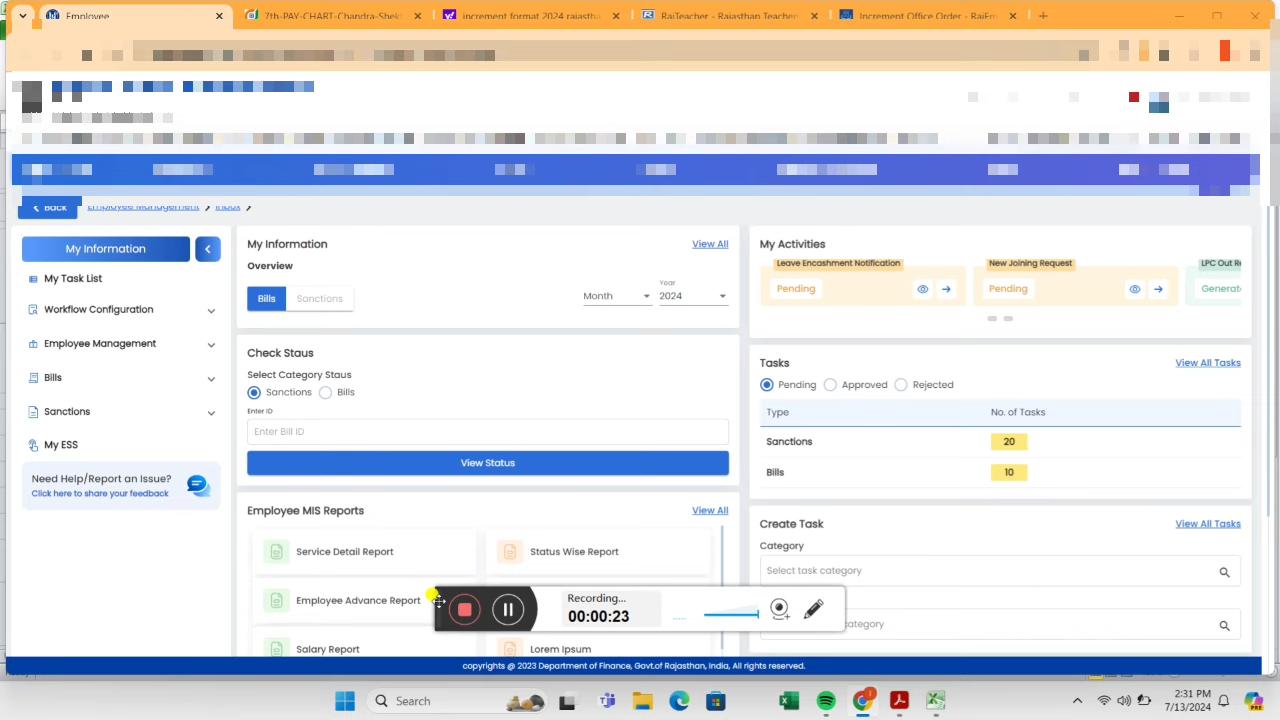 Employee
7th-PAY-CHART-Chandra-Shekh
increment format 2024 rajastha
RajTeacher - Rajasthan Teacher
Increment Office Order - RajEm
Back
Employee Management
Inbox
My Information
My Task List
Workflow Configuration
Employee Management
Bills
Sanctions
My ESS
Need Help/Report an Issue?
Click here to share your feedback
My Information
View All
Overview
Bills
Sanctions
Month
Year
2024
Check Staus
Select Category Staus
Sanctions
Bills
Enter ID
Enter Bill ID
View Status
Employee MIS Reports
View All
Service Detail Report
Status Wise Report
Employee Advance Report
Salary Report
Lorem Ipsum
My Activities
Leave Encashment Notification
Pending
New Joining Request
Pending
LPC Out Re
Generat
Tasks
View All Tasks
Pending
Approved
Rejected
Type
No. of Tasks
Sanctions
20
Bills
10
Create Task
View All Tasks
Category
Select task category
category
Recording...
00:00:23
copyrights @ 2023 Department of Finance, Govt.of Rajasthan, India, All rights reserved.
Search
2:31 PM
7/13/2024